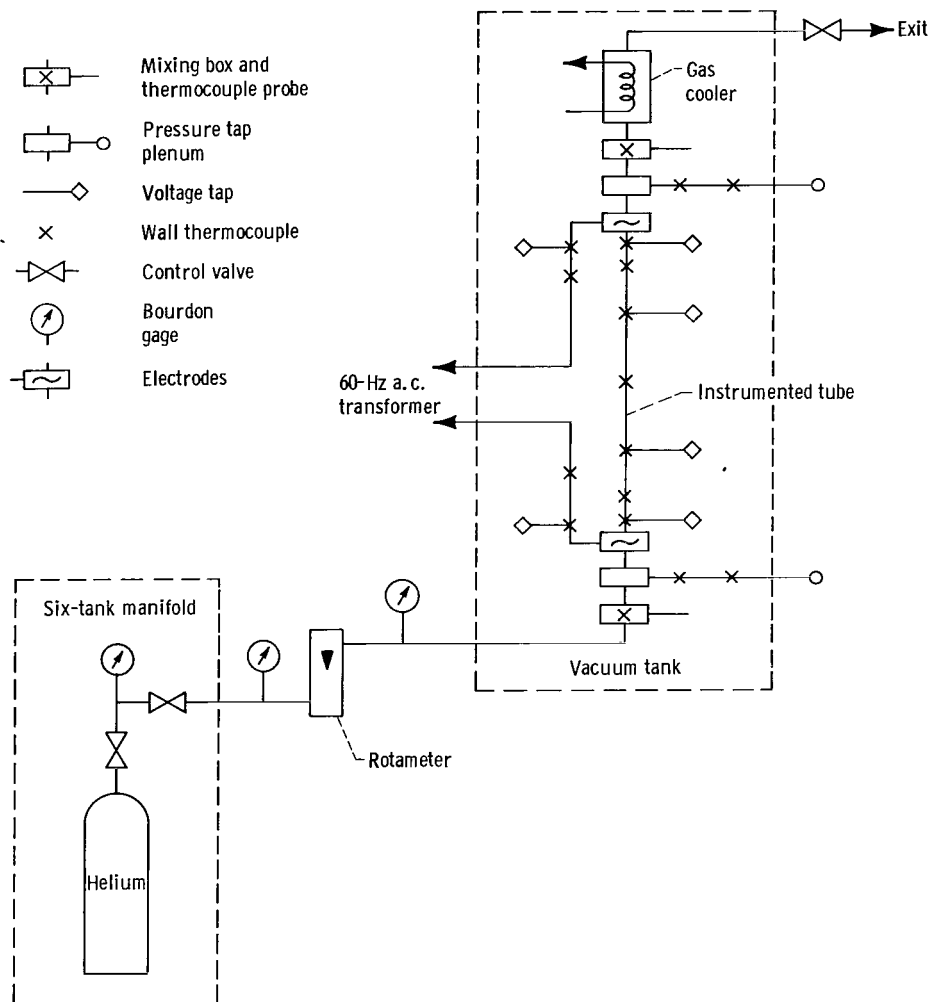 Mixing box and
thermocouple probe
Pressure tap
plenum
Voltage tap
Wall thermocouple
Control valve
Bourdon
gage
Electrodes
Exit
Gas
cooler
60-Hz a.c.
transformer
Instrumented tube
Six-tank manifold
Vacuum tank
Rotameter
Helium